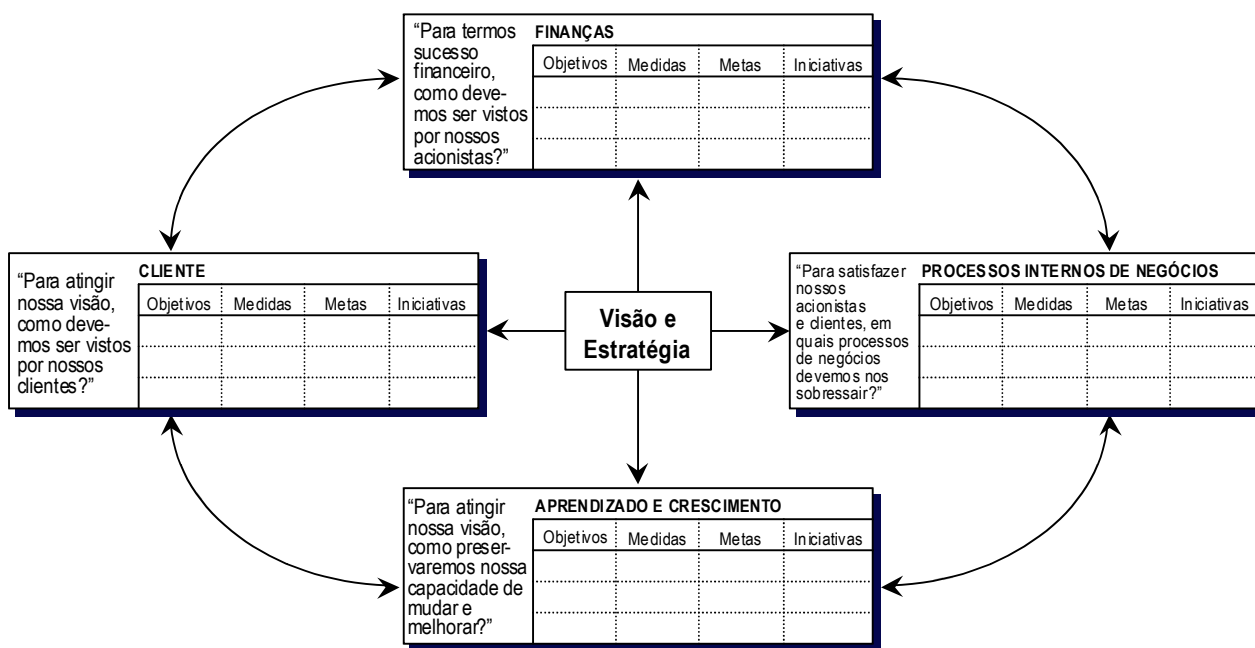 “Para termos
sucesso
financeiro,
como deve-
mos ser vistos
por nossos
acionistas?”
FINANÇAS
Objetivos Medidas Metas Iniciativas
“Para atingir
nossa visão,
como deve-
mos ser vistos
por nossos
clientes?”
CLIENTE
Objetivos Medidas Metas Iniciativas
Visão e
Estratégia
“Para satisfazer
nossos
acionistas
e clientes, em
quais processos
de negócios
devemos nos
sobressair?”
PROCESSOS INTERNOS DE NEGÓCIOS
Objetivos Medidas Metas Iniciativas
“Para atingir
nossa visão,
como preser-
varemos nossa
capacidade de
mudar e
melhorar?”
APRENDIZADO E CRESCIMENTO
Objetivos Medidas Metas Iniciativas